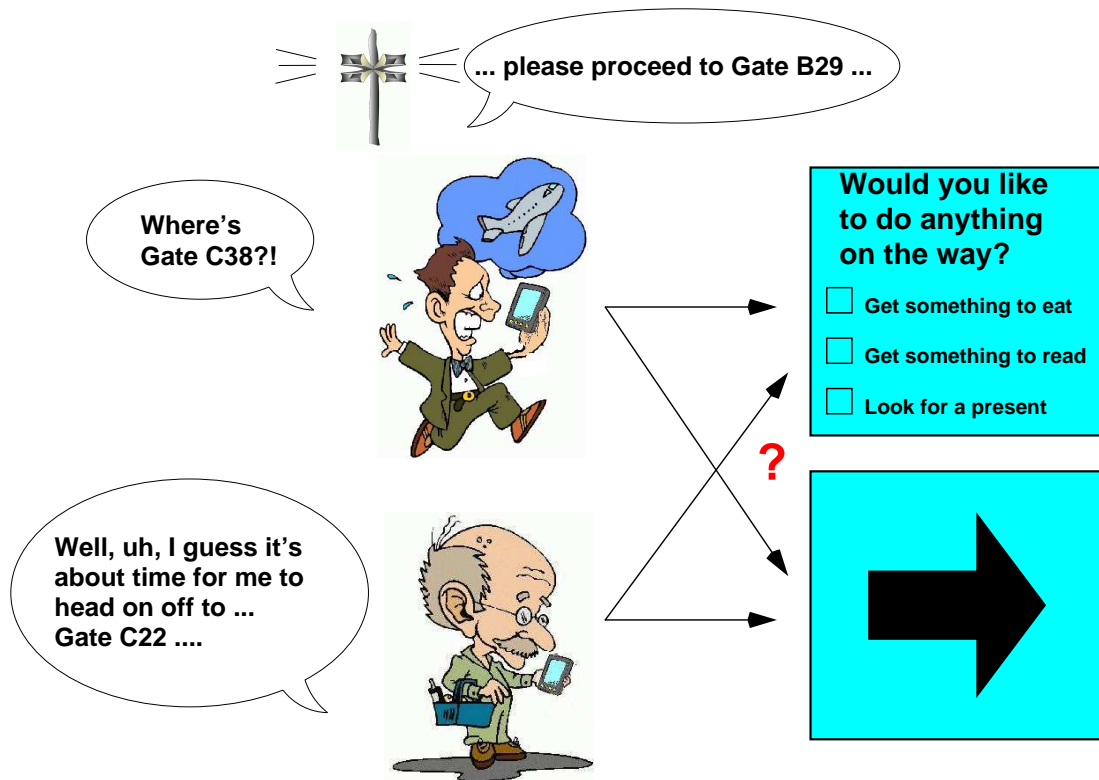 ... please proceed to Gate B29 ...
Where’s
Gate C38?!
Would you like
to do anything
on the way?
Get something to eat
Get something to read
Look for a present
?
Well, uh, I guess it’s
about time for me to
head on off to ...
Gate C22 ....